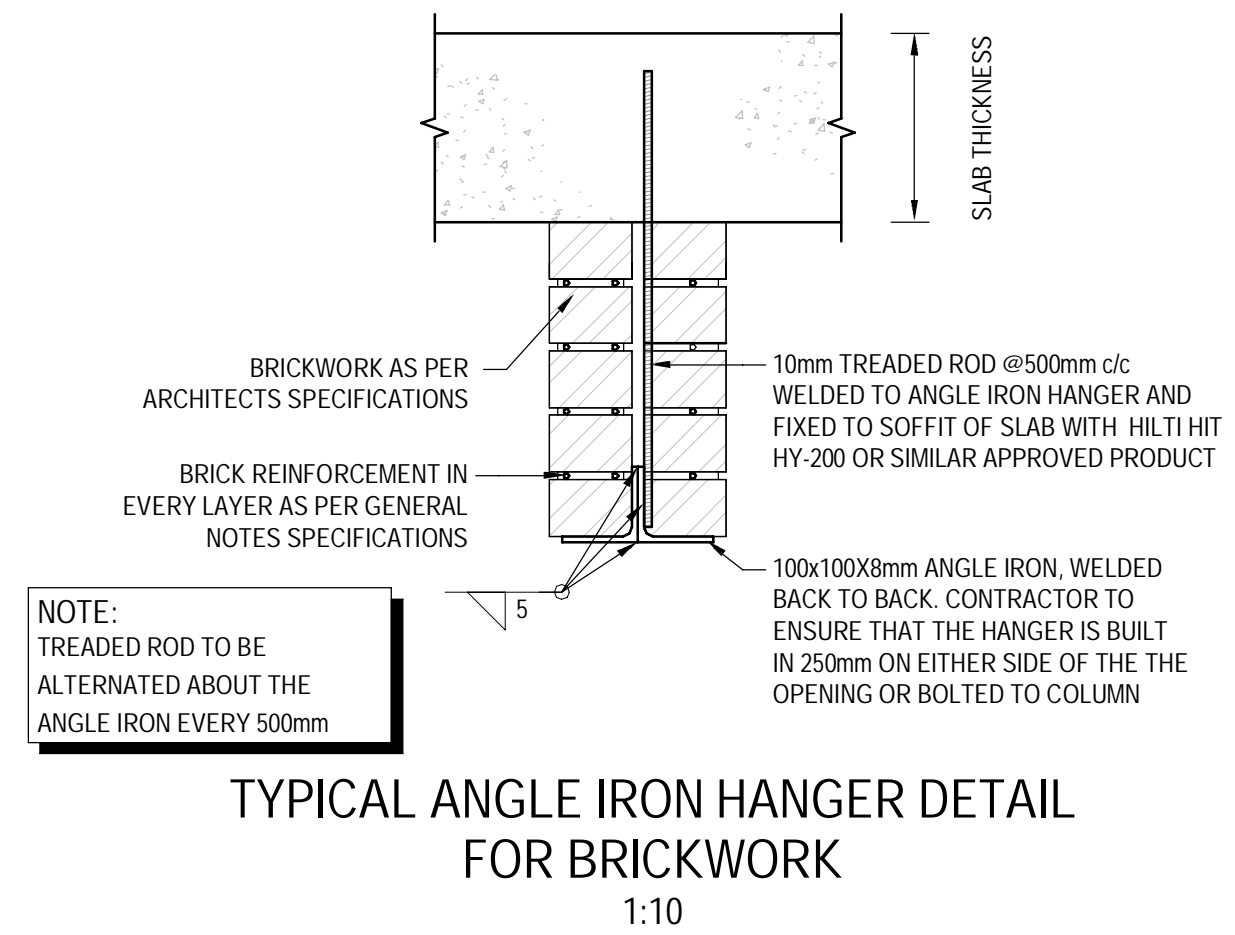 SLAB THICKNESS
BRICKWORK AS PER
ARCHITECTS SPECIFICATIONS
10mm TREADED ROD @500mm c/c
WELDED TO ANGLE IRON HANGER AND
FIXED TO SOFFIT OF SLAB WITH HILTI HIT
HY-200 OR SIMILAR APPROVED PRODUCT
BRICK REINFORCEMENT IN
EVERY LAYER AS PER GENERAL
NOTES SPECIFICATIONS
100x100X8mm ANGLE IRON, WELDED
BACK TO BACK. CONTRACTOR TO
ENSURE THAT THE HANGER IS BUILT
IN 250mm ON EITHER SIDE OF THE THE
OPENING OR BOLTED TO COLUMN
5
NOTE:
TREADED ROD TO BE
ALTERNATED ABOUT THE
ANGLE IRON EVERY 500mm
TYPICAL ANGLE IRON HANGER DETAIL
FOR BRICKWORK
1:10